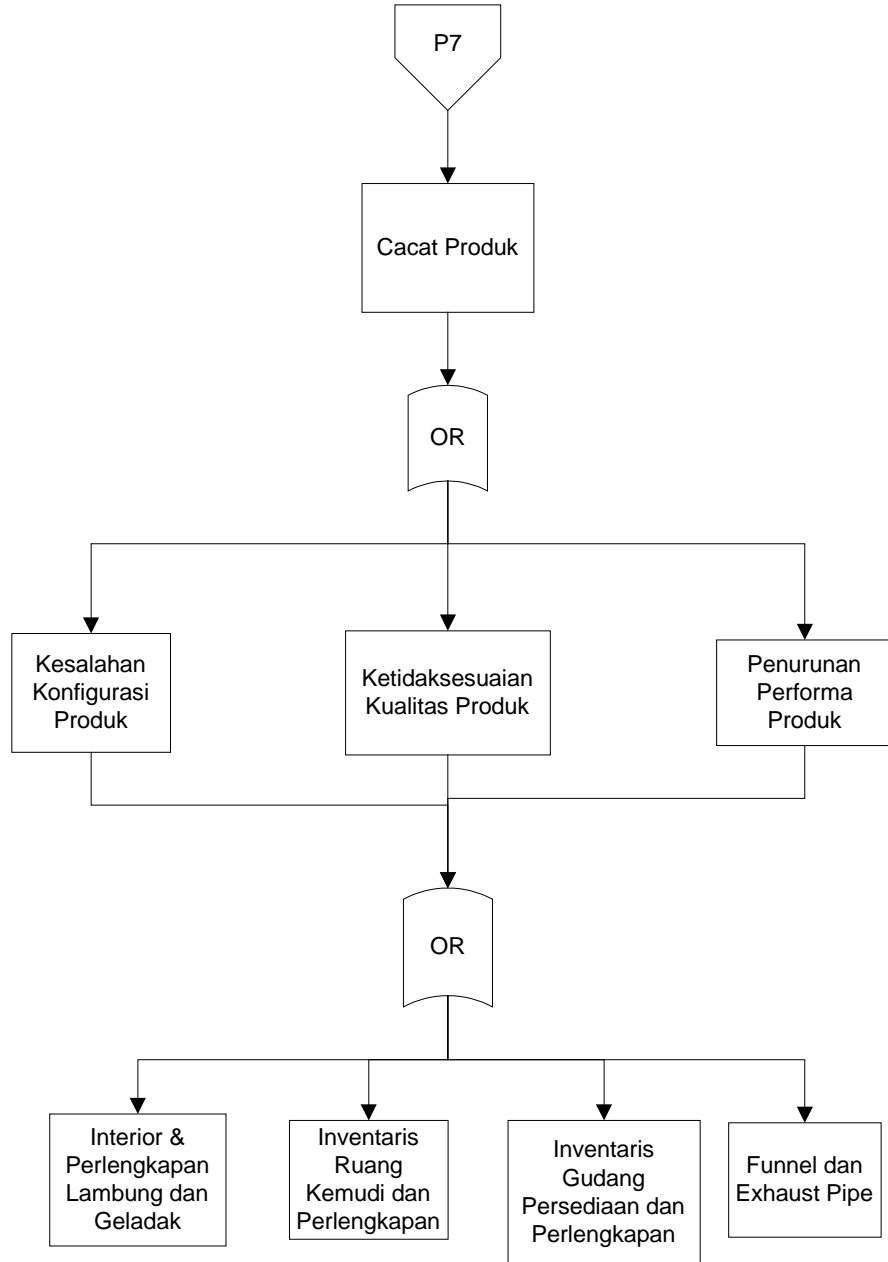 P7
Cacat Produk
OR
Kesalahan
Konfigurasi
Produk
Ketidaksesuaian
Kualitas Produk
Penurunan
Performa
Produk
OR
Interior &
Perlengkapan
Lambung dan
Geladak
Inventaris
Ruang
Kemudi dan
Perlengkapan
Inventaris
Gudang
Persediaan dan
Perlengkapan
Funnel dan
Exhaust Pipe